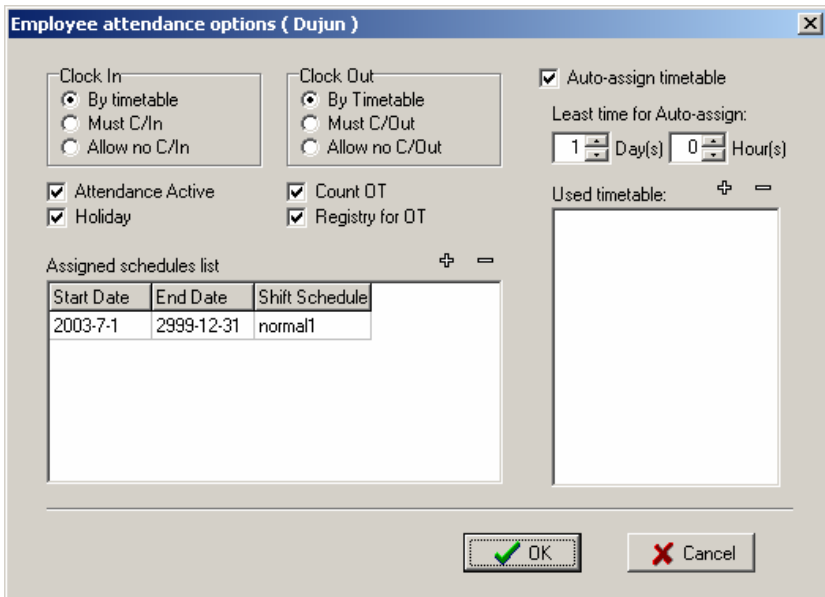 Employee attendance options ( Dujun )
Clock In
By timetable
Must C/In
Allow no C/In
Clock Out
By Timetable
Must C/Out
Allow no C/Out
Auto-assign timetable
Least time for Auto-assign:
1 Day(s) 0 Hour(s)
Attendance Active
Holiday
Count OT
Registry for OT
Used timetable:
Assigned schedules list
Start Date End Date Shift Schedule
2003-7-1 2999-12-31 normal1
OK Cancel